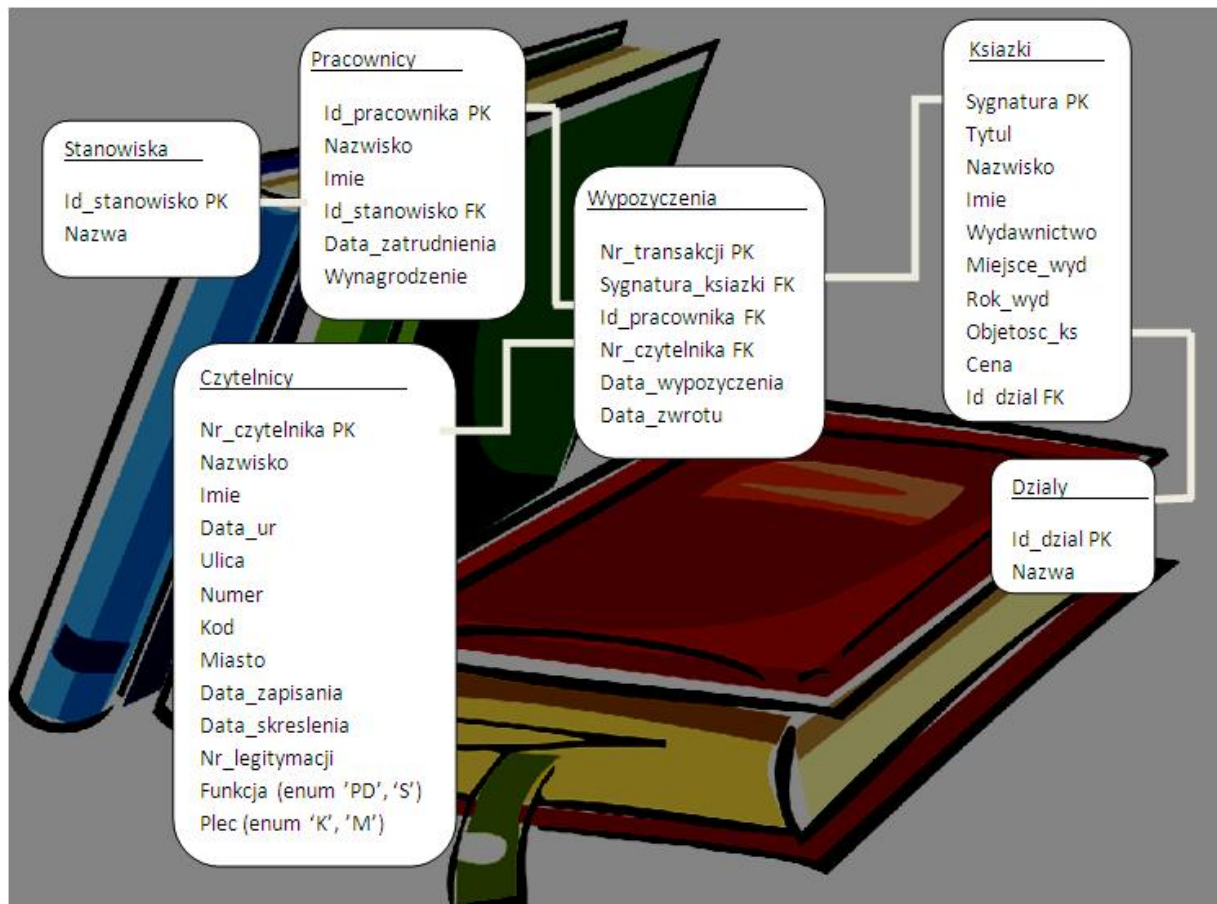 Stanowiska
Id_stanowisko PK
Nazwa
Pracownicy
Id_pracownika PK
Nazwisko
Imie
Id_stanowisko FK
Data_zatrudnienia
Wynagrodzenie
Czytelnicy
Nr_czytelnika PK
Nazwisko
Imie
Data_ur
Ulica
Numer
Kod
Miasto
Data_zapisania
Data_skreslenia
Nr_legitymacji
Funkcja (enum ’PD’, ‘S’)
Plec (enum ‘K’, ’M’)
Wypozyczenia
Nr_transakcji PK
Sygnatura_ksiazki FK
Id_pracownika FK
Nr_czytelnika FK
Data_wypozyczenia
Data_zwrotu
Ksiazki
Sygnatura PK
Tytul
Nazwisko
Imie
Wydawnictwo
Miejsce_wyd
Rok_wyd
Objetosc_ks
Cena
Id_dzial FK
Dzialy
Id_dzial PK
Nazwa